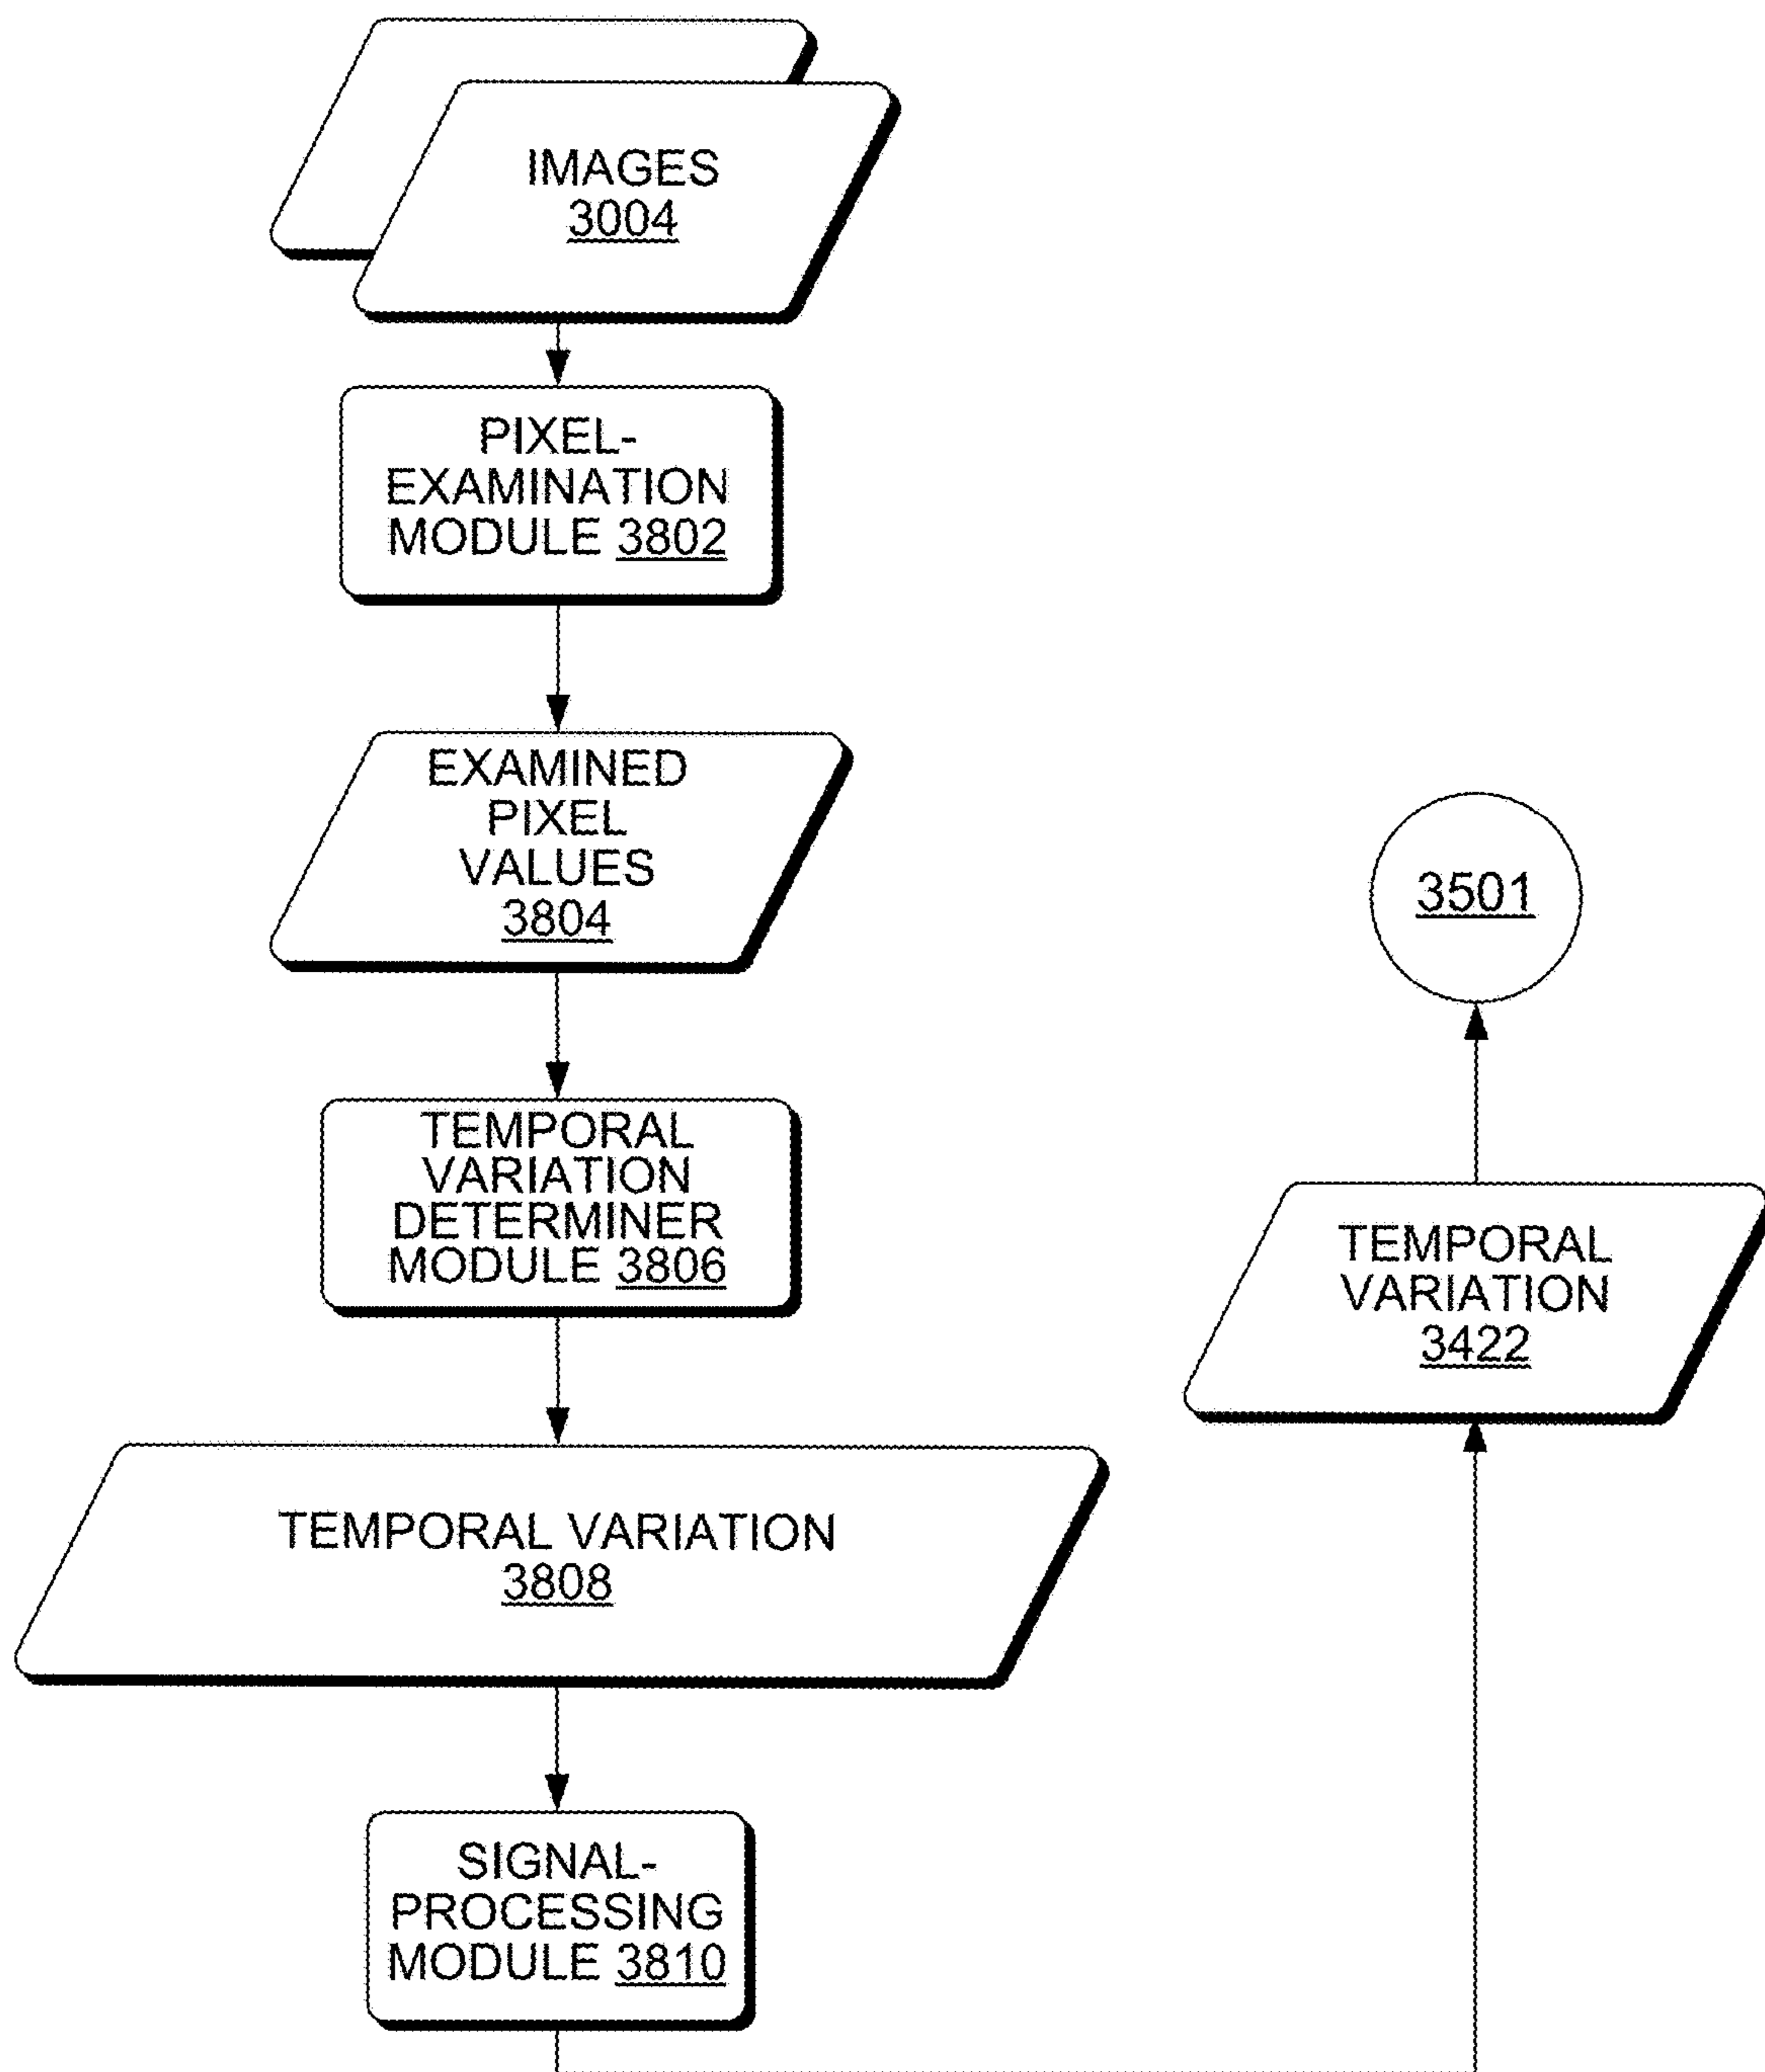 IMAGES
3004
PIXEL-
EXAMINATION
MODULE 3802
EXAMINED
PIXEL
VALUES
3804
TEMPORAL
VARIATION
DETERMINER
MODULE 3806
TEMPORAL VARIATION
3808
SIGNAL-
PROCESSING
MODULE 3810
TEMPORAL
VARIATION
3422
3501